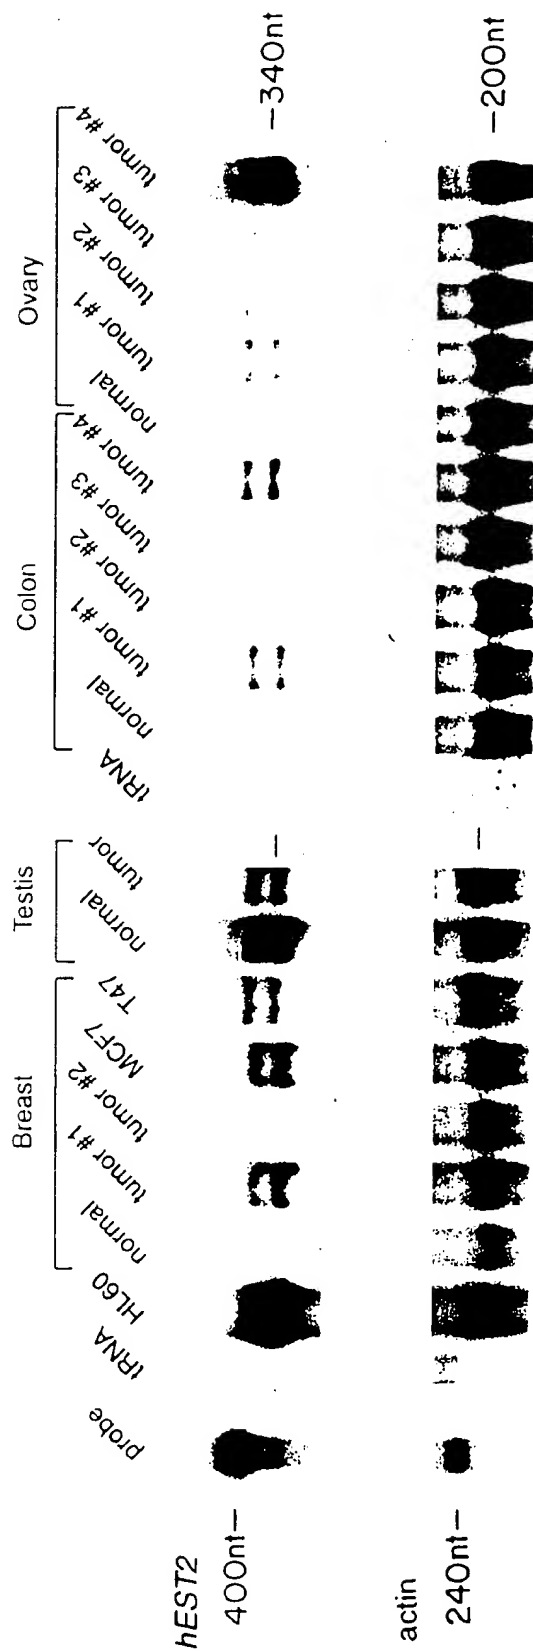 Breast Testis Colon Ovary
probe tRNA HL60 normal tumor #1 tumor #2 MCF7 T47 normal tumor tRNA normal tumor #1 tumor #2 tumor #3 tumor #4 normal tumor #1 tumor #2 tumor #3 tumor #4
hEST2
400nt– –340nt
actin
240nt– –200nt